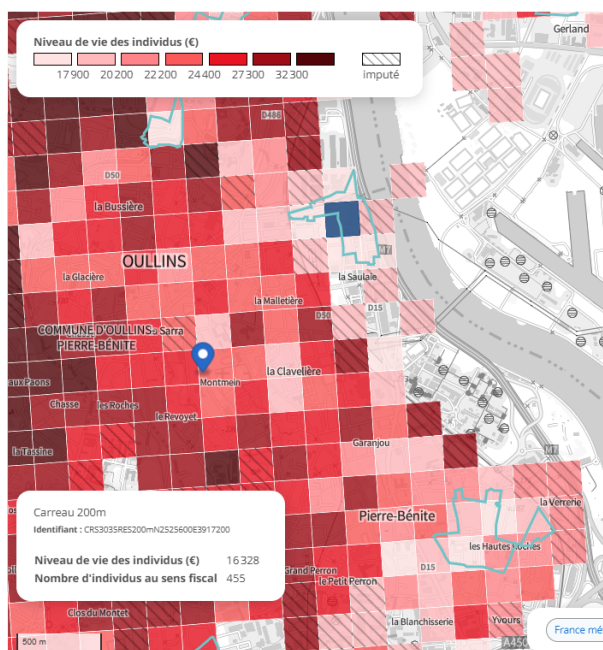 Gerland
Niveau de vie des individus (€)
17 900 20 200 22 200 24 400 27 300 32 300
imputé
D486
D50
la Bussière
M7
OULLINS
la Glacière
la Saulaie
la Malletière
D50
D15
COMMUNE D'OULLINS
Sarra
PIERRE-BÉNITE
aux Paons
Montmein
la Clavelière
Chasse
les Roches
le Revoyet
la Tassine
Garanjou
M7
Carreau 200m
Identifiant : CRS3035RES200mN2525600E3917200
Niveau de vie des individus (€) 16 328
Nombre d'individus au sens fiscal 455
Pierre-Bénite
la Verrerie
les Hautes Roches
D15
Grand Perron
le Petit Perron
Clos du Montet
la Blanchisserie
Yvours
France mé
500 m
A450